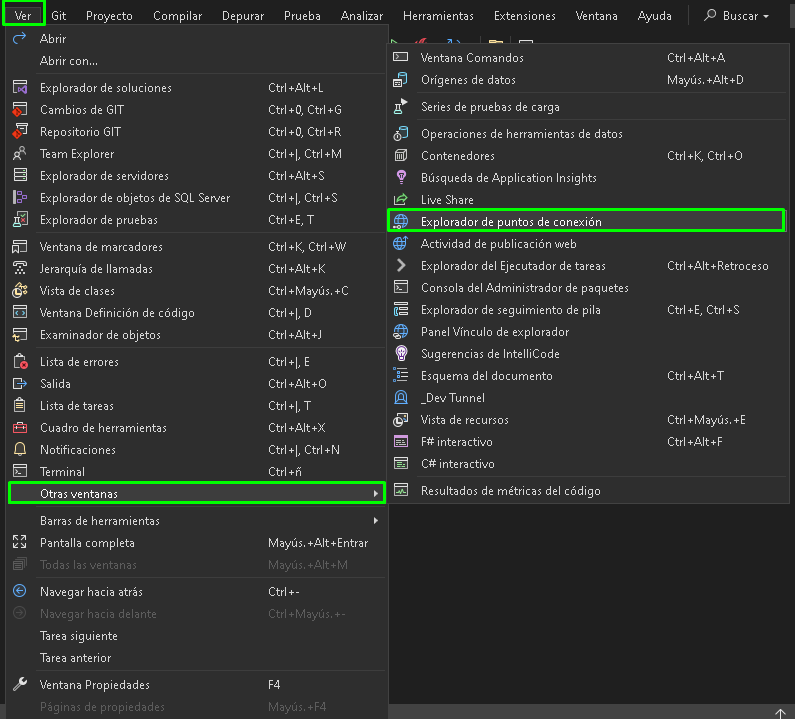 Ver Git Proyecto Compilar Depurar Prueba Analizar Herramientas Extensiones Ventana Ayuda Buscar
Abrir
Abrir con...
Explorador de soluciones Ctrl+Alt+L
Cambios de GIT Ctrl+0, Ctrl+G
Repositorio GIT Ctrl+0, Ctrl+R
Team Explorer Ctrl+|, Ctrl+M
Explorador de servidores Ctrl+Alt+S
Explorador de objetos de SQL Server Ctrl+|, Ctrl+S
Explorador de pruebas Ctrl+E, T
Ventana de marcadores Ctrl+K, Ctrl+W
Jerarquía de llamadas Ctrl+Alt+K
Vista de clases Ctrl+Mayús.+C
Ventana Definición de código Ctrl+|, D
Examinador de objetos Ctrl+Alt+J
Lista de errores Ctrl+|, E
Salida Ctrl+Alt+O
Lista de tareas Ctrl+|, T
Cuadro de herramientas Ctrl+Alt+X
Notificaciones Ctrl+|, Ctrl+N
Terminal Ctrl+ñ
Otras ventanas
Barras de herramientas
Pantalla completa Mayús.+Alt+Entrar
Todas las ventanas Mayús.+Alt+M
Navegar hacia atrás Ctrl+-
Navegar hacia delante Ctrl+Mayús.+-
Tarea siguiente
Tarea anterior
Ventana Propiedades F4
Páginas de propiedades Mayús.+F4
Ventana Comandos Ctrl+Alt+A
Orígenes de datos Mayús.+Alt+D
Series de pruebas de carga
Operaciones de herramientas de datos
Contenedores Ctrl+K, Ctrl+O
Búsqueda de Application Insights
Live Share
Explorador de puntos de conexión
Actividad de publicación web
Explorador del Ejecutador de tareas Ctrl+Alt+Retroceso
Consola del Administrador de paquetes
Explorador de seguimiento de pila Ctrl+E, Ctrl+S
Panel Vínculo de explorador
Sugerencias de IntelliCode
Esquema del documento Ctrl+Alt+T
_Dev Tunnel
Vista de recursos Ctrl+Mayús.+E
F# interactivo Ctrl+Alt+F
C# interactivo
Resultados de métricas del código